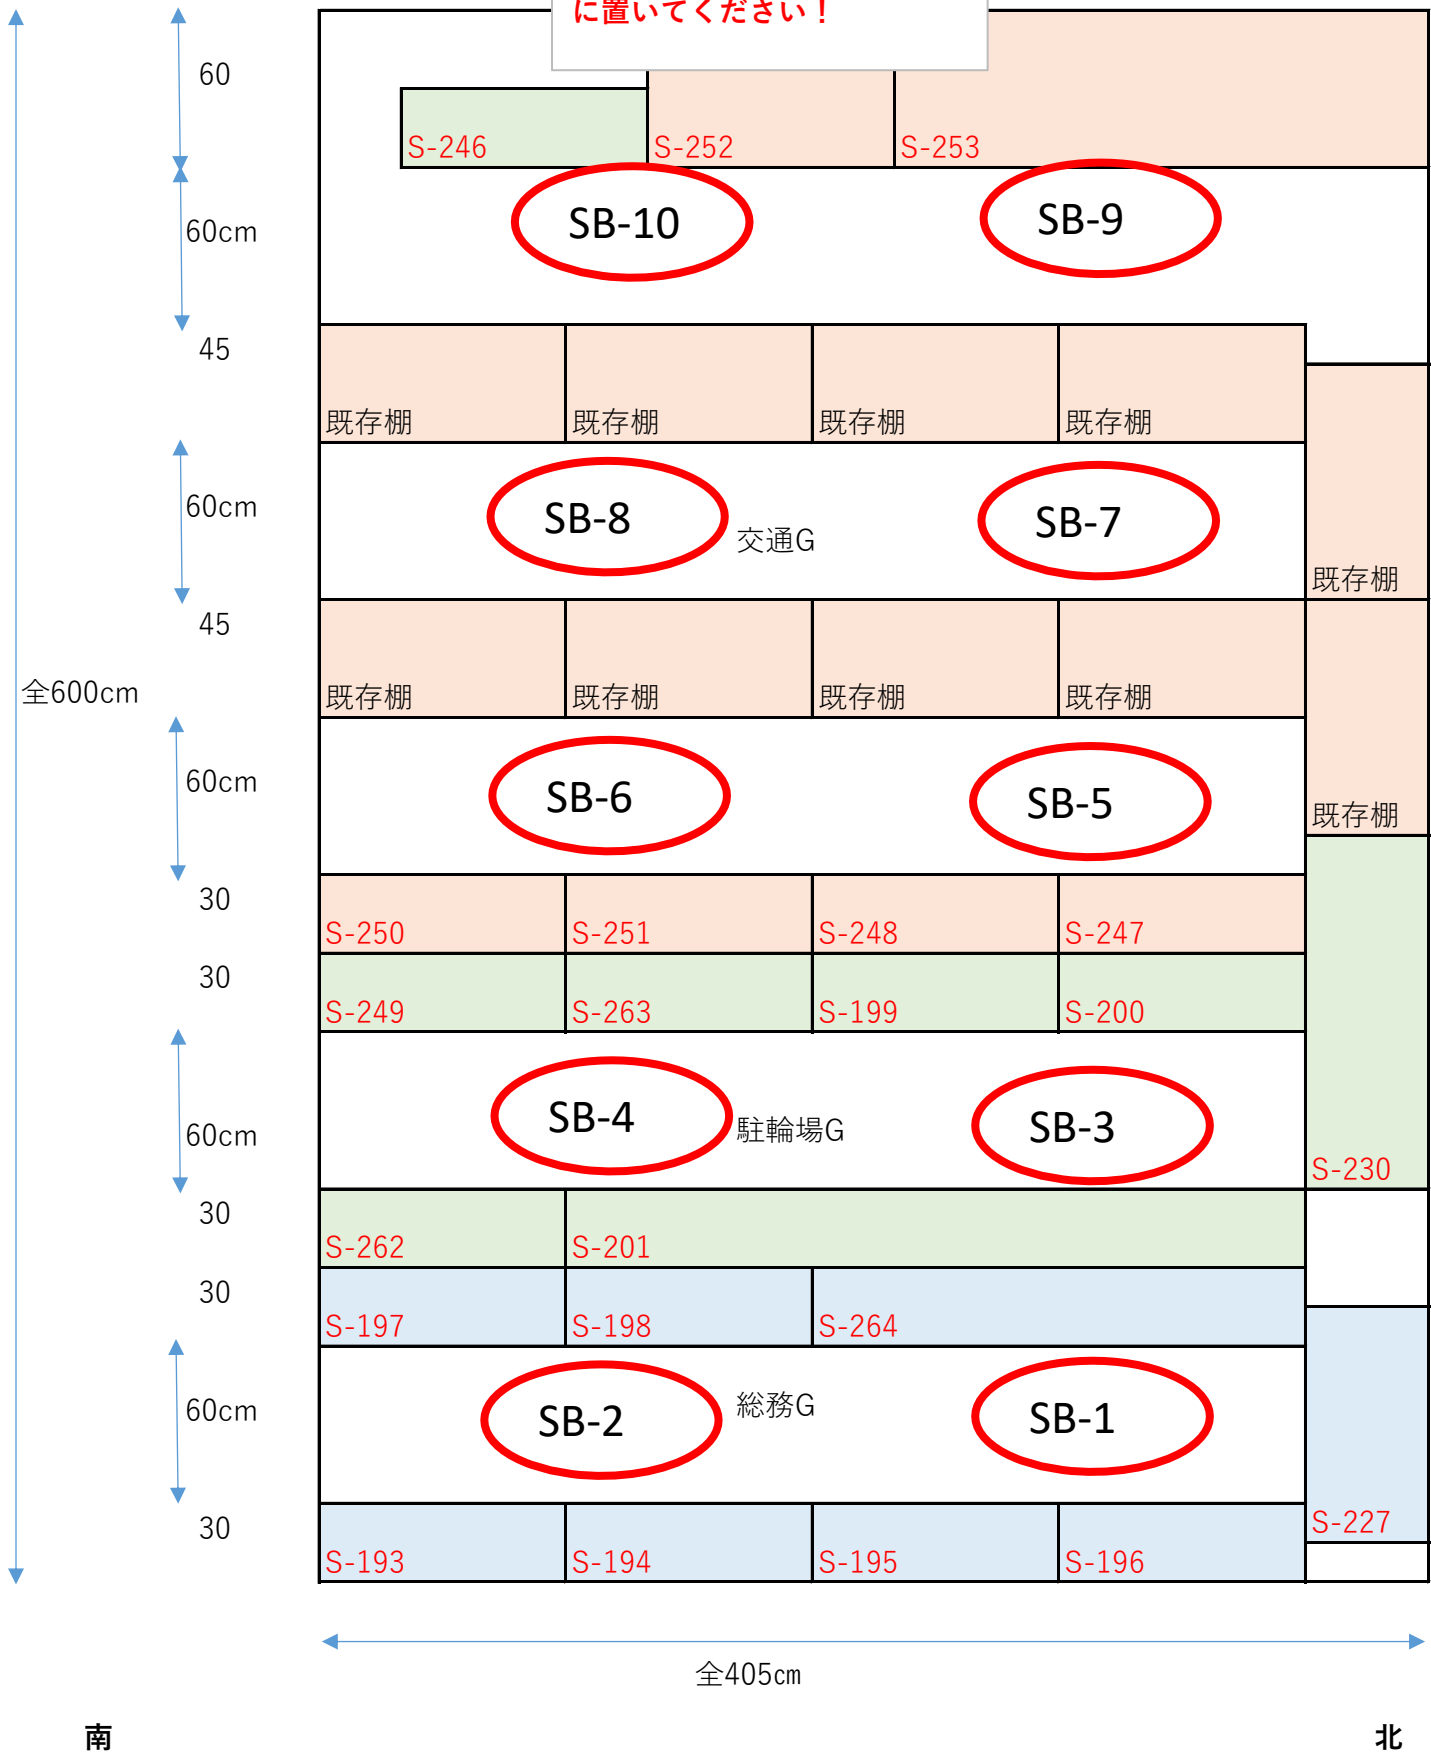 に置いてください！
60
S-246
S-252
S-253
60cm
SB-10
SB-9
45
既存棚
既存棚
既存棚
既存棚
60cm
SB-8
交通G
SB-7
既存棚
45
全600cm
既存棚
既存棚
既存棚
既存棚
60cm
SB-6
SB-5
既存棚
30
S-250
S-251
S-248
S-247
30
S-249
S-263
S-199
S-200
60cm
SB-4
駐輪場G
SB-3
S-230
30
S-262
S-201
30
S-197
S-198
S-264
60cm
SB-2
総務G
SB-1
S-227
30
S-193
S-194
S-195
S-196
全405cm
南
北